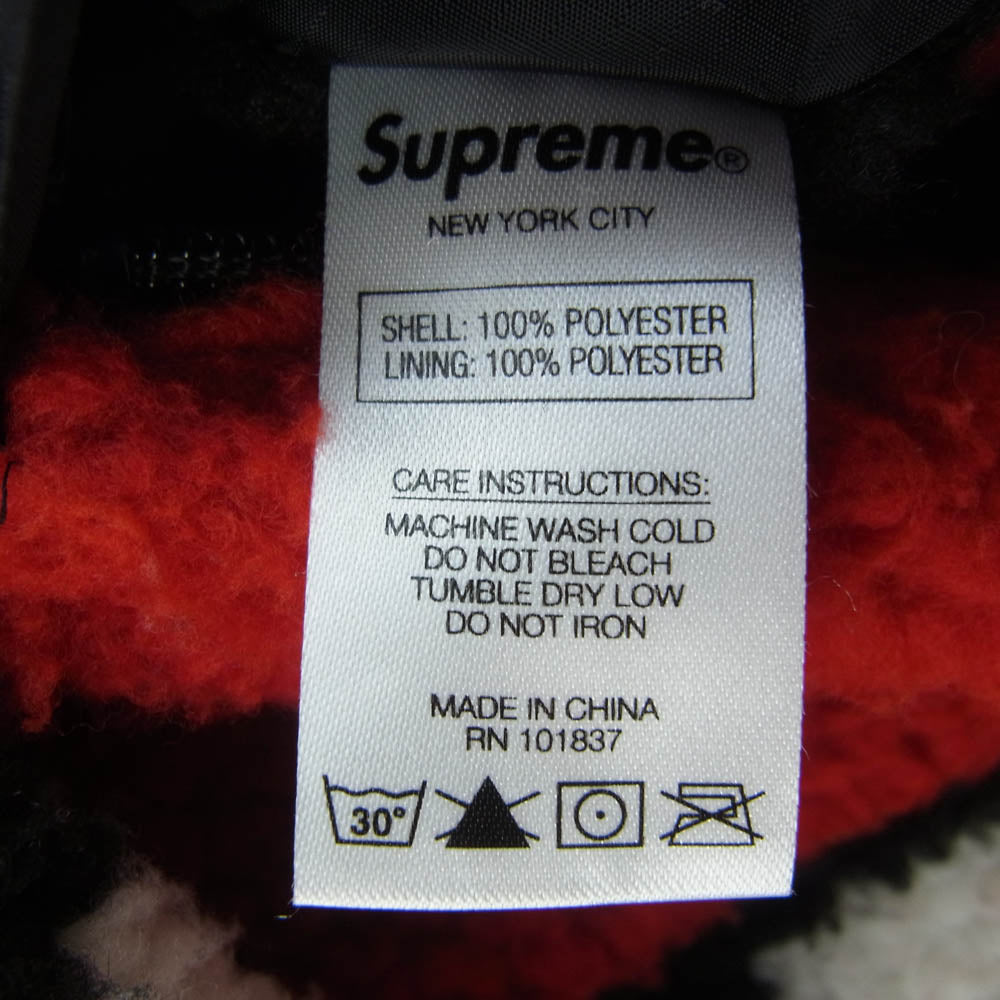 Supreme®
NEW YORK CITY
SHELL: 100% POLYESTER
LINING: 100% POLYESTER
CARE INSTRUCTIONS:
MACHINE WASH COLD
DO NOT BLEACH
TUMBLE DRY LOW
DO NOT IRON
MADE IN CHINA
RN 101837
30°